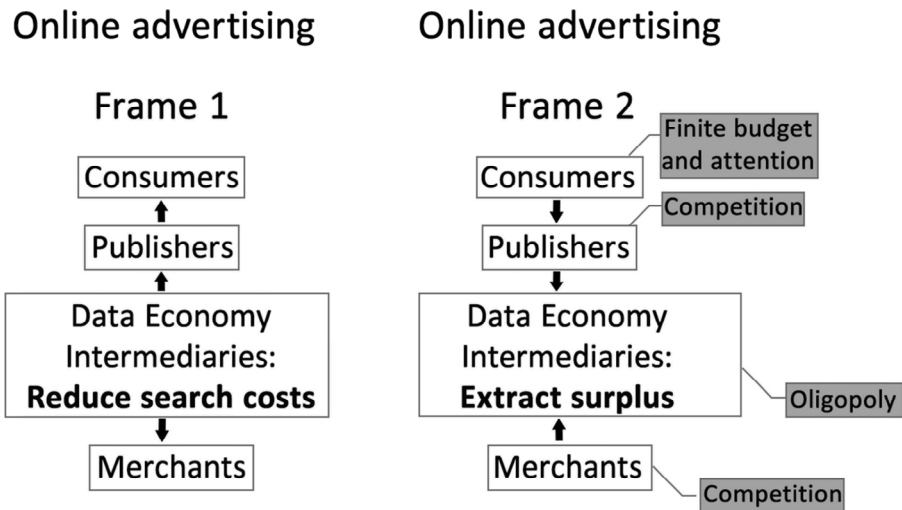 Online advertising
Frame 1
Consumers
Publishers
Data Economy
Intermediaries:
Reduce search costs
Merchants
Online advertising
Frame 2
Finite budget
and attention
Consumers
Competition
Publishers
Data Economy
Intermediaries:
Extract surplus
Oligopoly
Merchants
Competition